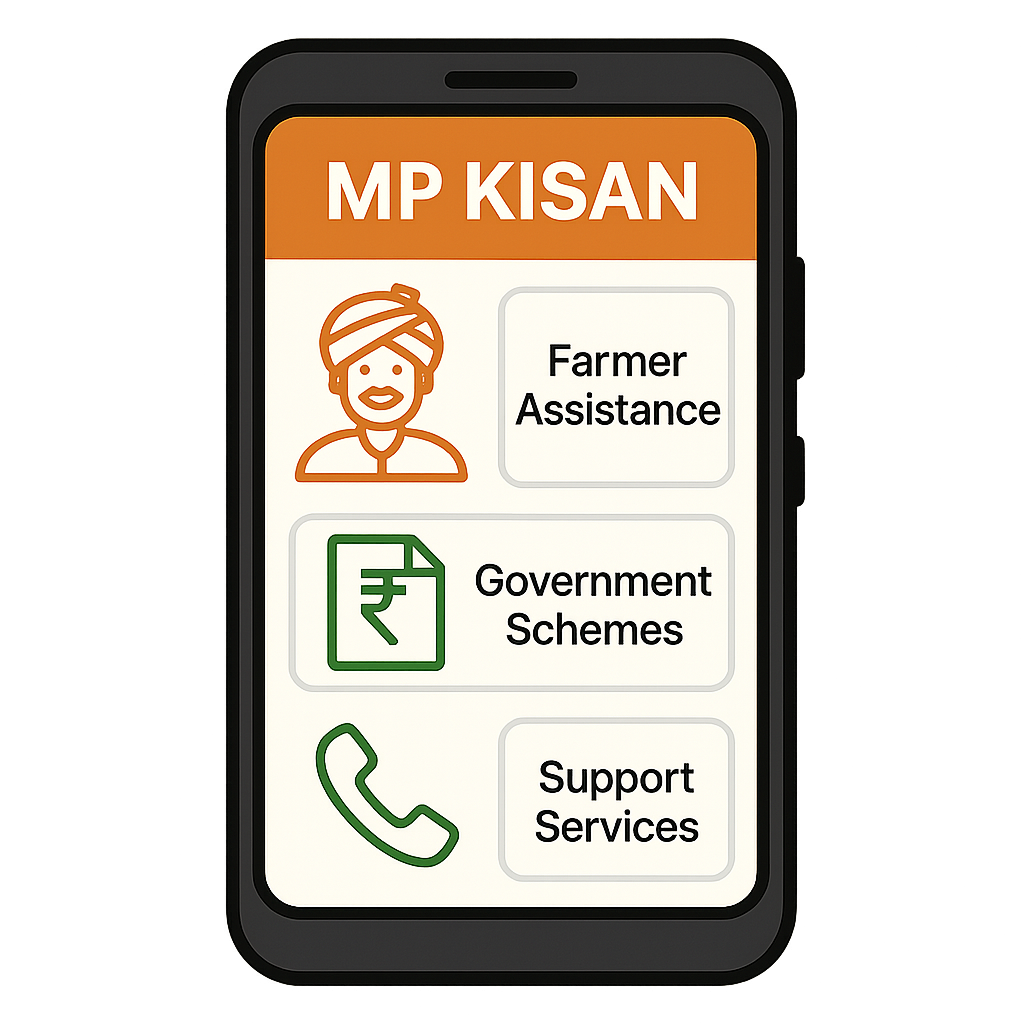 MP KISAN
Farmer
Assistance
₹
Government
Schemes
Support
Services